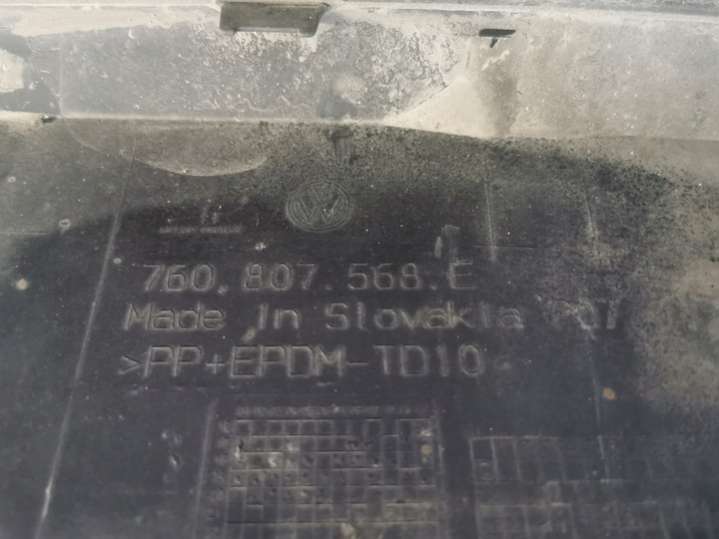 760.807.568.E
Made in Slovakia
>PP+EPDM-TD10